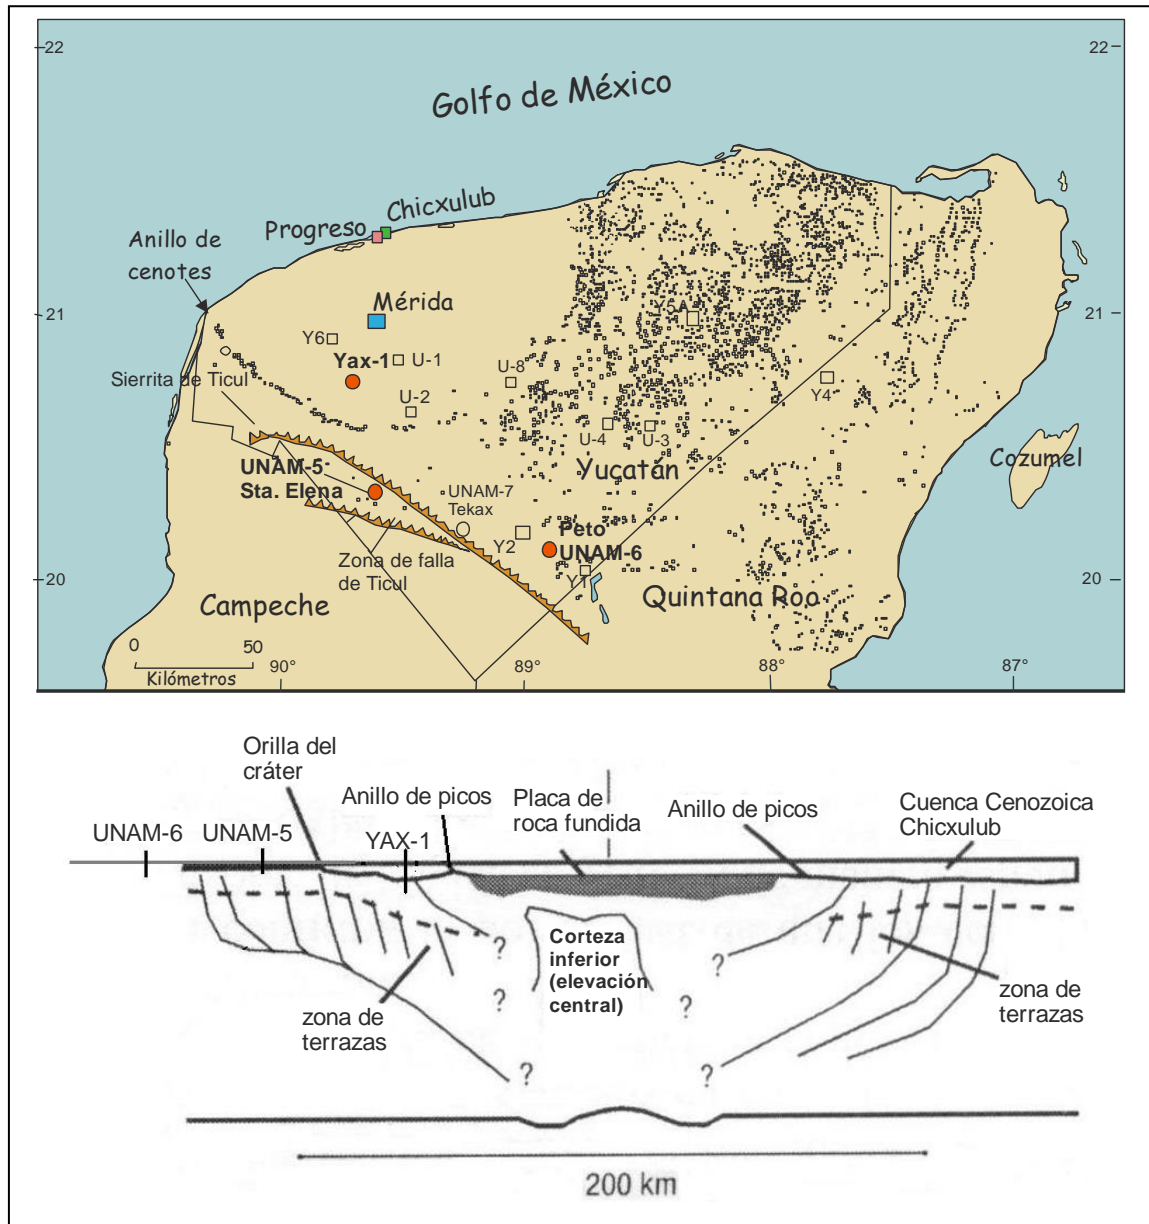 22
22
Golfo de México
Chicxulub
Progreso
Anillo de
cenotes
21
21
Mérida
Y6
Yax-1
U-1
Y5A
Sierrita de Ticul
U-8
U-2
Y4
U-4
U-3
Yucatán
Cozumel
UNAM-5
Sta. Elena
UNAM-7
Tekax
Y2
Peto
UNAM-6
Zona de falla
de Ticul
Y1
20
20
Campeche
Quintana Roo
0
50
Kilómetros
90°
89°
88°
87°
Orilla del
cráter
Anillo de picos
Placa de
roca fundida
Anillo de picos
Cuenca Cenozoica
Chicxulub
UNAM-6
UNAM-5
YAX-1
Corteza
inferior
(elevación
central)
?
?
?
?
?
?
zona de
terrazas
zona de
terrazas
200 km